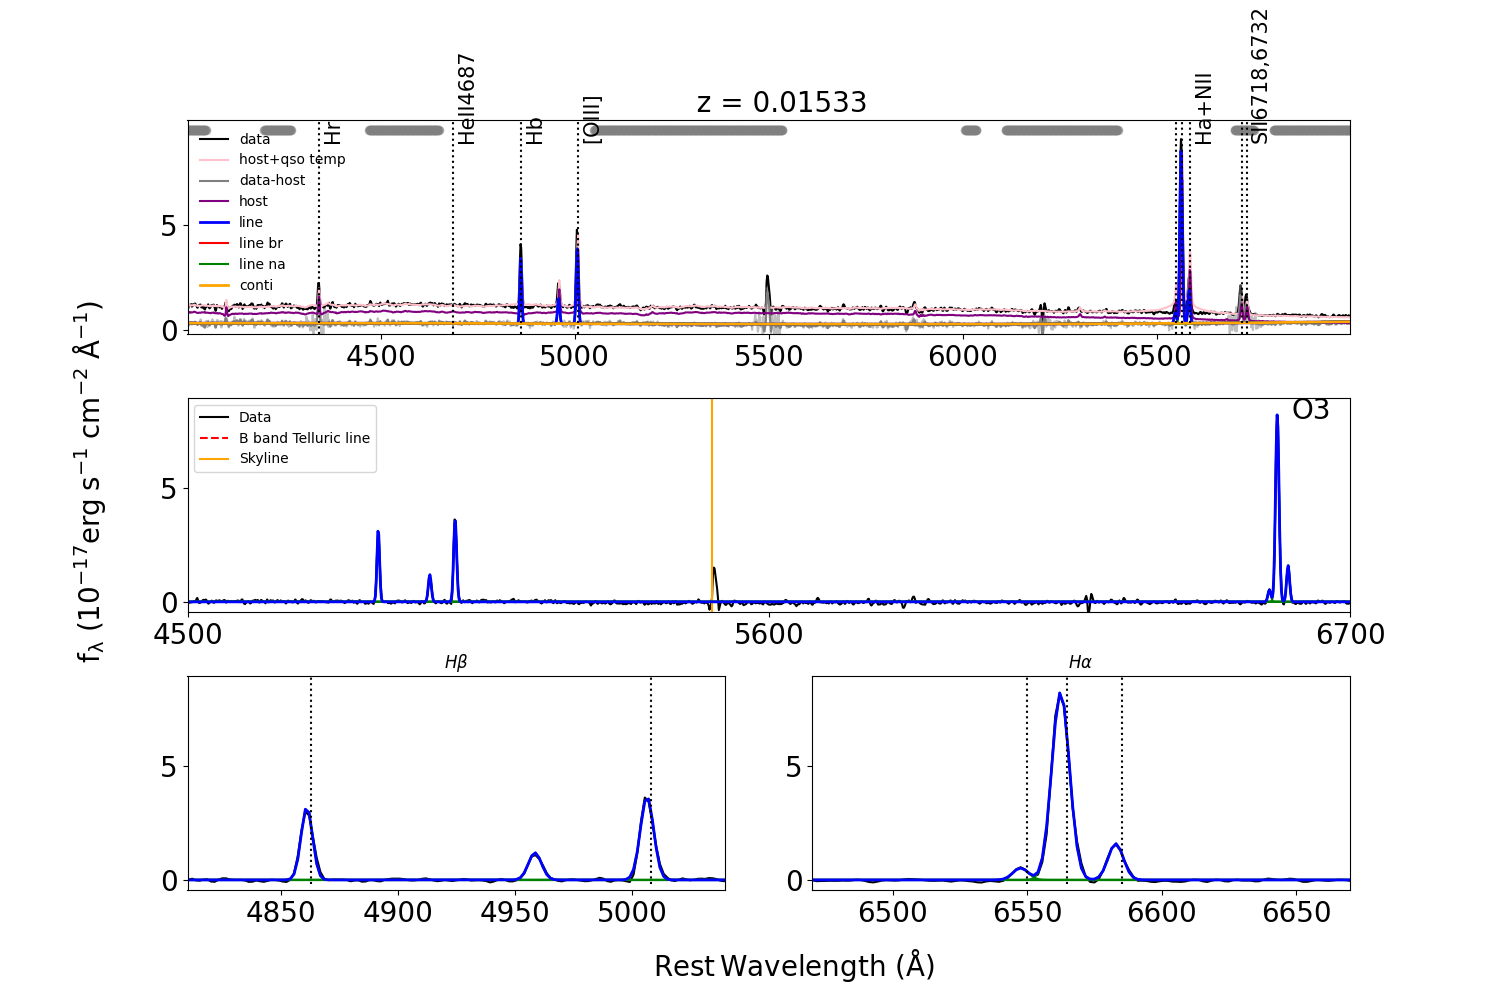 z = 0.01533
Hr
HeII4687
Hb
[OIII]
Ha+NII
SII6718,6732
data
host+qso temp
data-host
host
line
line br
line na
conti
5
0
4500
5000
5500
6000
6500
fλ (10⁻¹⁷erg s⁻¹ cm⁻² Å⁻¹)
Data
B band Telluric line
Skyline
O3
5
0
4500
5600
6700
Hβ
5
0
4850
4900
4950
5000
Hα
5
0
6500
6550
6600
6650
Rest Wavelength (Å)